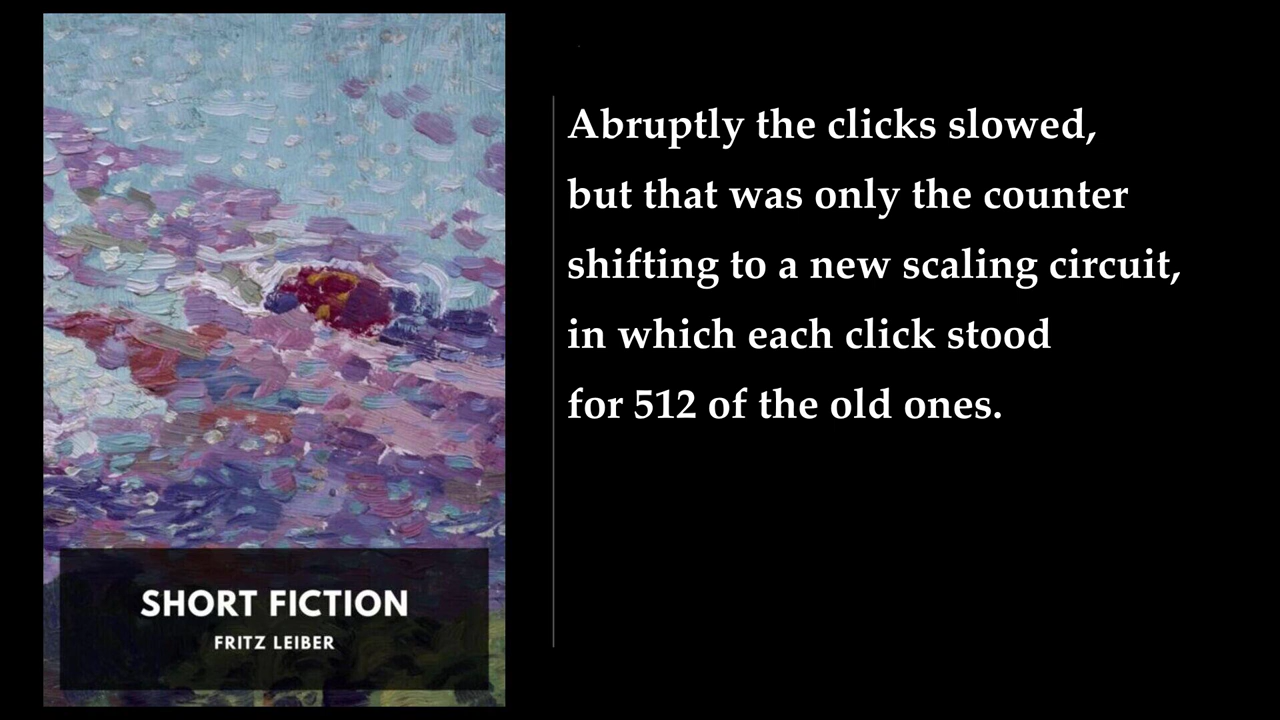 SHORT FICTION
FRITZ LEIBER
Abruptly the clicks slowed,
but that was only the counter
shifting to a new scaling circuit,
in which each click stood
for 512 of the old ones.